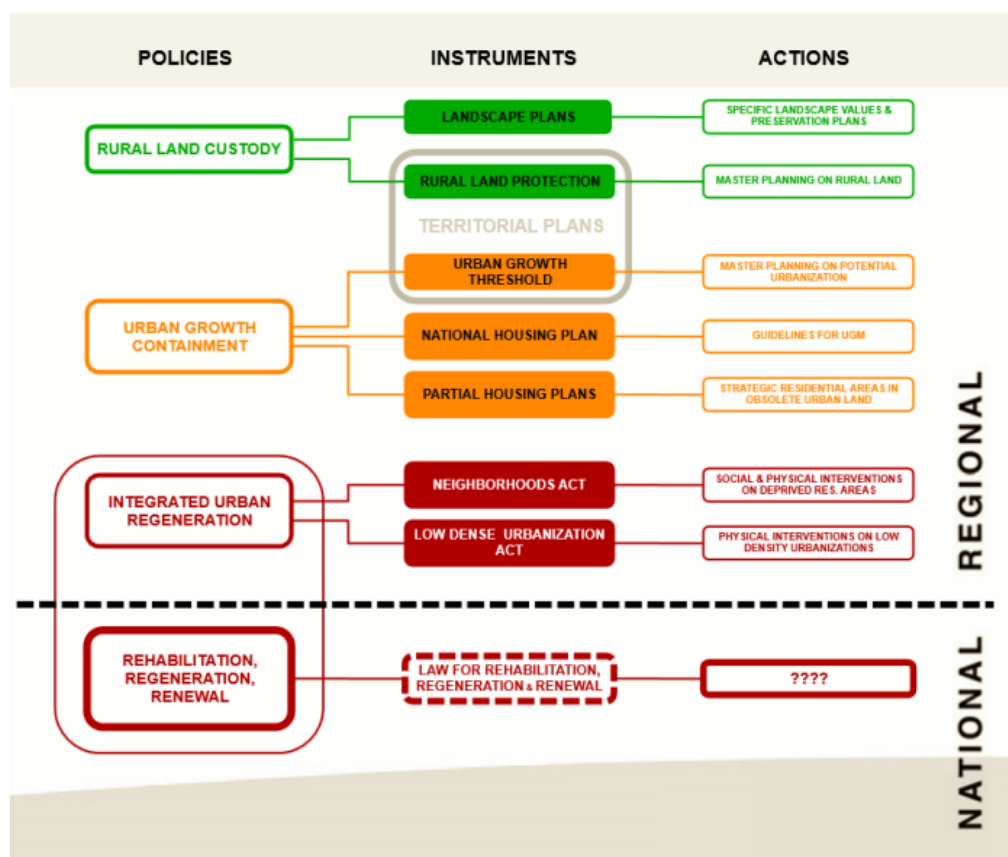 POLICIES
INSTRUMENTS
ACTIONS
RURAL LAND CUSTODY
LANDSCAPE PLANS
SPECIFIC LANDSCAPE VALUES &
PRESERVATION PLANS
RURAL LAND PROTECTION
MASTER PLANNING ON RURAL LAND
TERRITORIAL PLANS
URBAN GROWTH
CONTAINMENT
URBAN GROWTH
THRESHOLD
MASTER PLANNING ON POTENTIAL
URBANIZATION
NATIONAL HOUSING PLAN
GUIDELINES FOR UGM
PARTIAL HOUSING PLANS
STRATEGIC RESIDENTIAL AREAS IN
OBSOLETE URBAN LAND
INTEGRATED URBAN
REGENERATION
NEIGHBORHOODS ACT
SOCIAL & PHYSICAL INTERVENTIONS
ON DEPRIVED RES. AREAS
LOW DENSE URBANIZATION
ACT
PHYSICAL INTERVENTIONS ON LOW
DENSITY URBANIZATIONS
REGIONAL
REHABILITATION,
REGENERATION,
RENEWAL
LAW FOR REHABILITATION,
REGENERATION & RENEWAL
????
NATIONAL